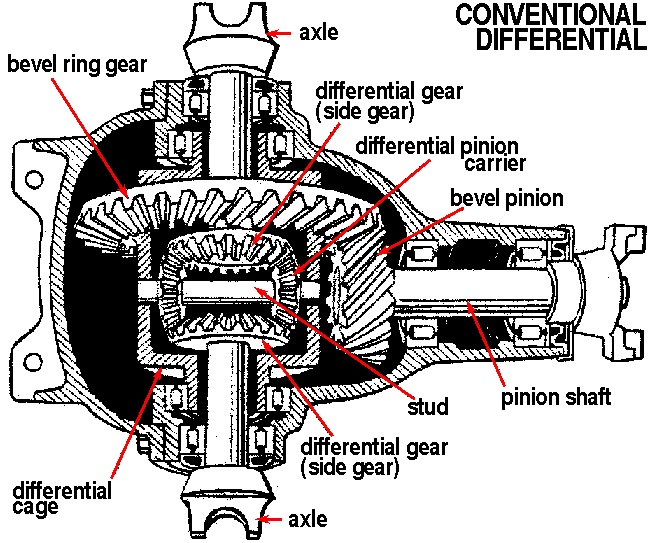 CONVENTIONAL
DIFFERENTIAL
axle
bevel ring gear
differential gear
(side gear)
differential pinion
carrier
bevel pinion
pinion shaft
stud
differential gear
(side gear)
differential
cage
axle